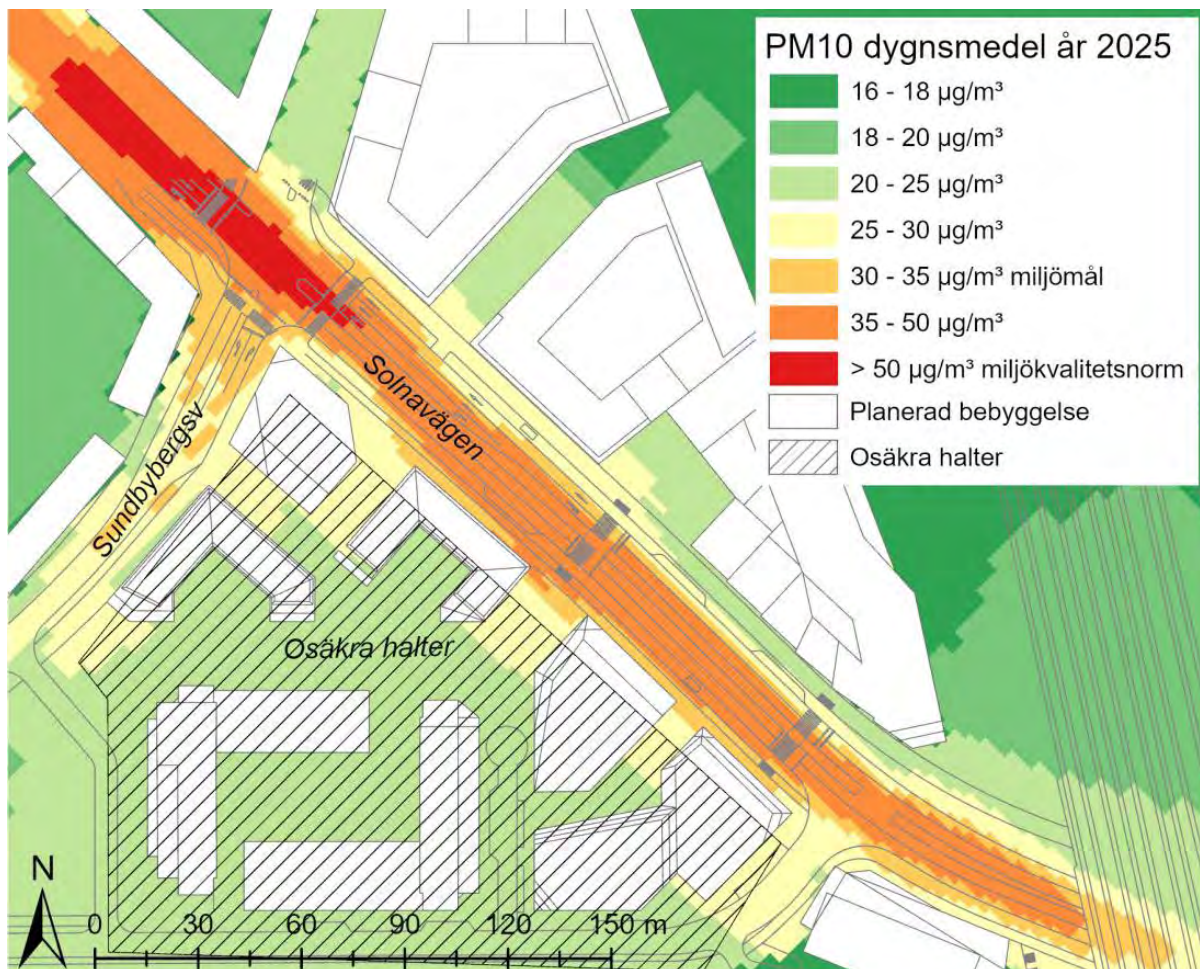 PM10 dygnsmedel år 2025
16 - 18 µg/m³
18 - 20 µg/m³
20 - 25 µg/m³
25 - 30 µg/m³
30 - 35 µg/m³ miljömål
35 - 50 µg/m³
> 50 µg/m³ miljökvalitetsnorm
Planerad bebyggelse
Osäkra halter
Solnavägen
Sundbybergsv
Osäkra halter
N
0 30 60 90 120 150 m